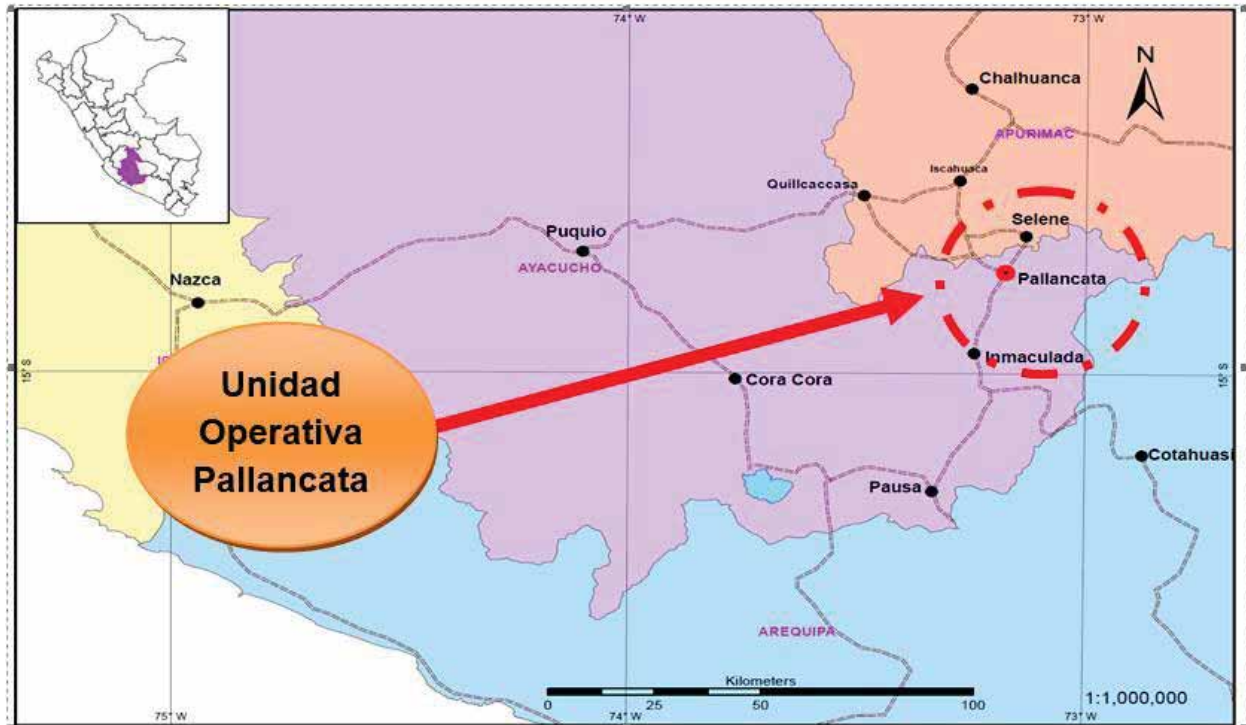 74° W
73° W
N
Chalhuanca
APURIMAC
Iscahuaca
Quillcaccasa
Selene
Puquio
AYACUCHO
Nazca
Pallancata
Inmaculada
15° S
15° S
Unidad
Operativa
Pallancata
Cora Cora
Cotahuasi
Pausa
AREQUIPA
Kilometers
0 25 50 100
1:1,000,000
75° W
74° W
73° W